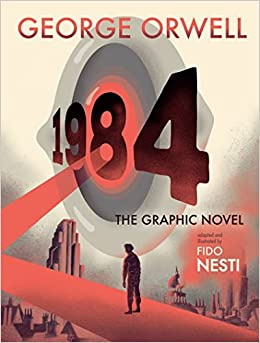 GEORGE ORWELL
1984
THE GRAPHIC NOVEL
adapted and
illustrated by
FIDO
NESTI